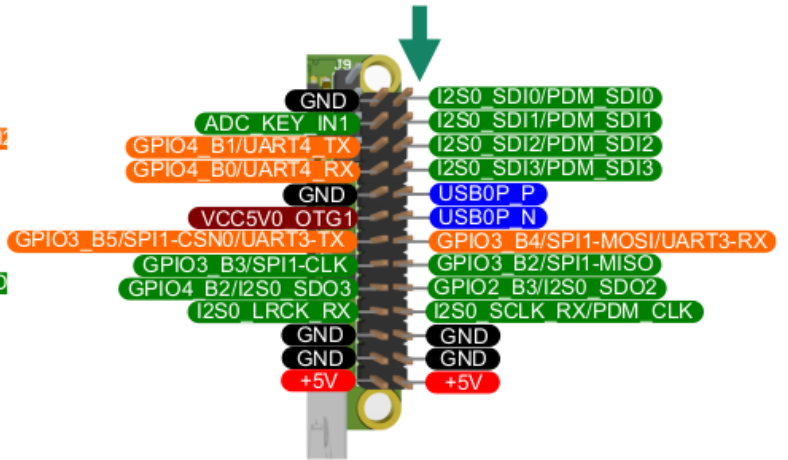 J9
GND I2S0_SDI0/PDM_SDI0
ADC_KEY_IN1 I2S0_SDI1/PDM_SDI1
GPIO4_B1/UART4_TX I2S0_SDI2/PDM_SDI2
GPIO4_B0/UART4_RX I2S0_SDI3/PDM_SDI3
GND USB0P_P
VCC5V0_OTG1 USB0P_N
GPIO3_B5/SPI1-CSN0/UART3-TX GPIO3_B4/SPI1-MOSI/UART3-RX
GPIO3_B3/SPI1-CLK GPIO3_B2/SPI1-MISO
GPIO4_B2/I2S0_SDO3 GPIO2_B3/I2S0_SDO2
I2S0_LRCK_RX I2S0_SCLK_RX/PDM_CLK
GND GND
GND GND
+5V +5V